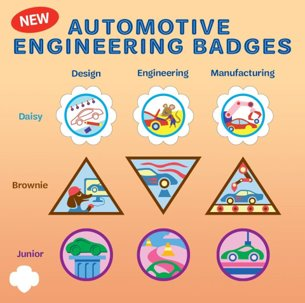 NEW
AUTOMOTIVE
ENGINEERING BADGES
Design Engineering Manufacturing
Daisy
Brownie
Junior